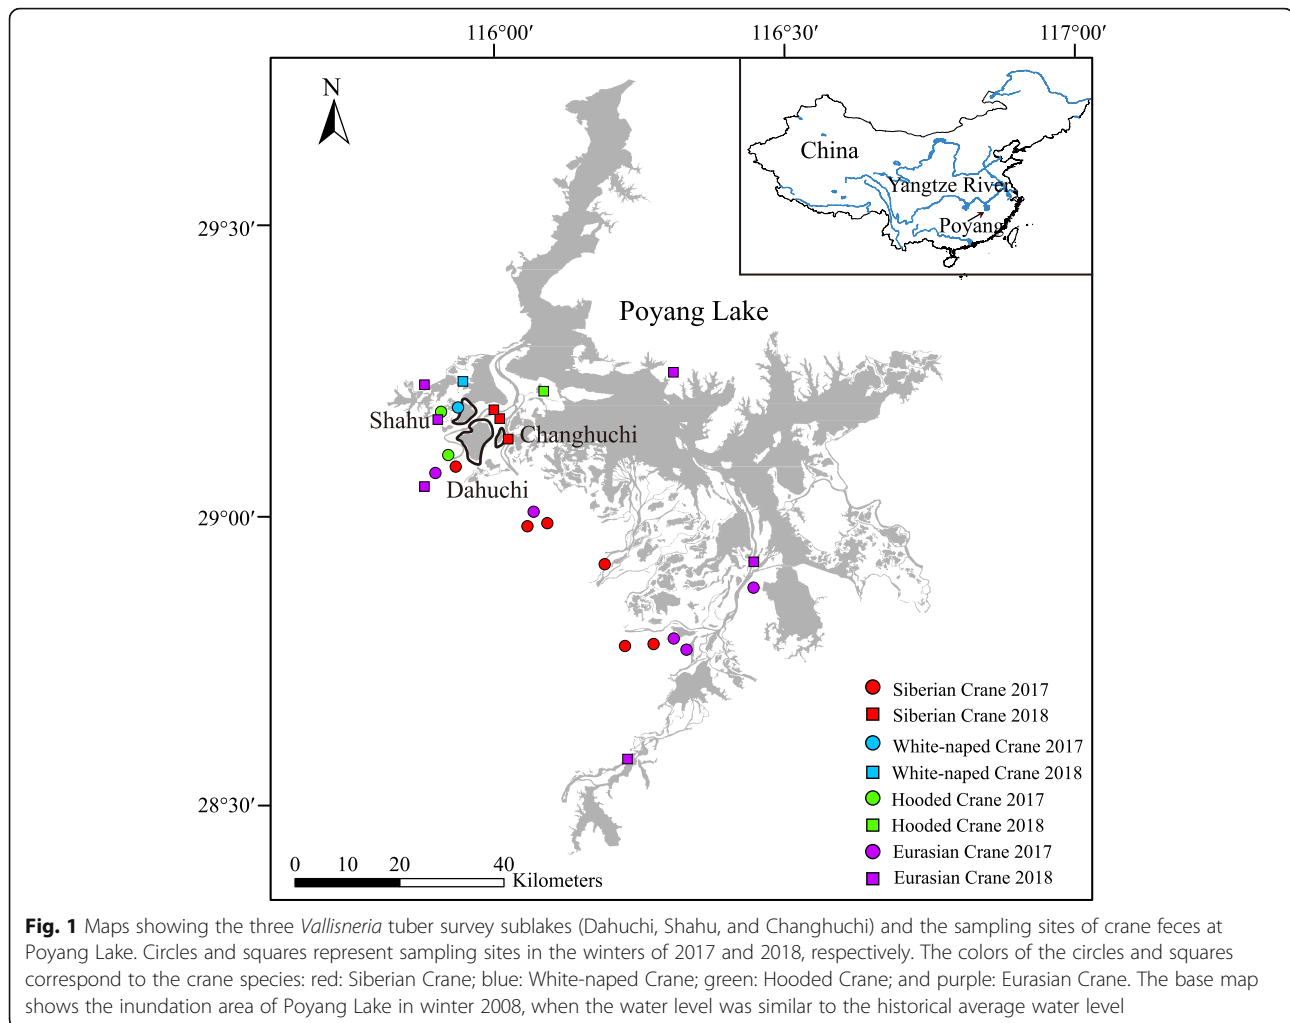 116°00′ 116°30′ 117°00′
N
China
Yangtze River
Poyang
29°30′
Poyang Lake
Shahu
Changhuchi
Dahuchi
29°00′
28°30′
Siberian Crane 2017
Siberian Crane 2018
White-naped Crane 2017
White-naped Crane 2018
Hooded Crane 2017
Hooded Crane 2018
Eurasian Crane 2017
Eurasian Crane 2018
0 10 20 40
Kilometers
Fig. 1 Maps showing the three Vallisneria tuber survey sublakes (Dahuchi, Shahu, and Changhuchi) and the sampling sites of crane feces at
Poyang Lake. Circles and squares represent sampling sites in the winters of 2017 and 2018, respectively. The colors of the circles and squares
correspond to the crane species: red: Siberian Crane; blue: White-naped Crane; green: Hooded Crane; and purple: Eurasian Crane. The base map
shows the inundation area of Poyang Lake in winter 2008, when the water level was similar to the historical average water level